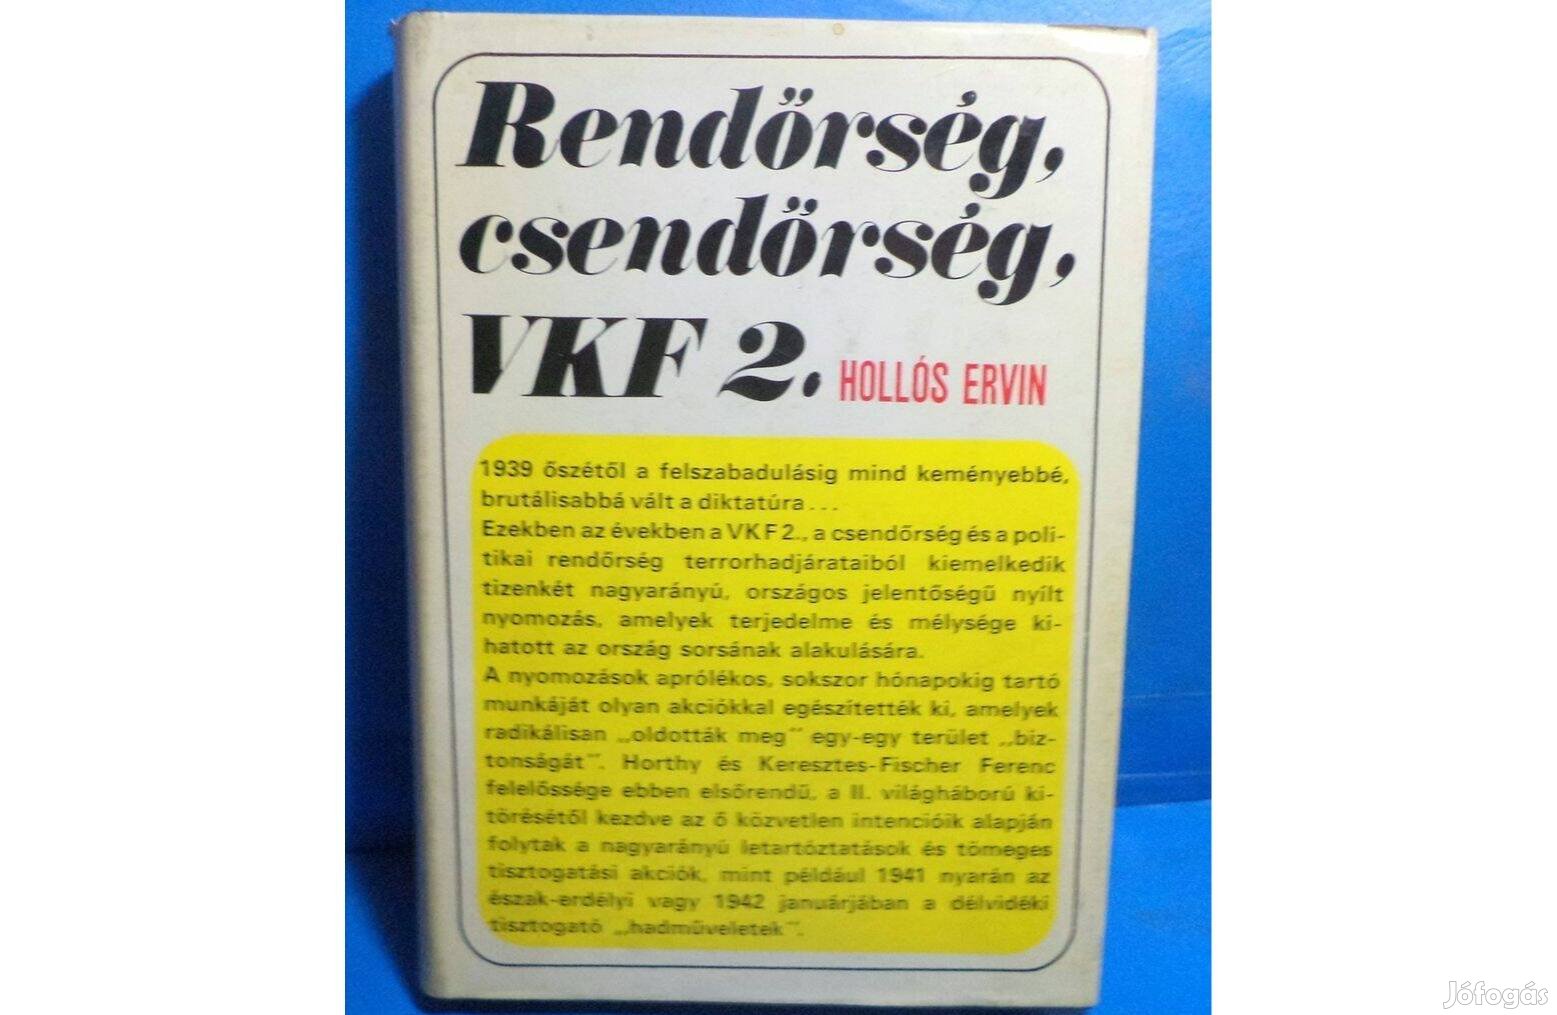 Rendőrség,
csendőrség,
VKF 2. HOLLÓS ERVIN
1939 őszétől a felszabadulásig mind keményebbé,
brutálisabbá vált a diktatúra...
Ezekben az években a VKF 2., a csendőrség és a poli-
tikai rendőrség terrorhadjárataiból kiemelkedik
tizenkét nagyarányú, országos jelentőségű nyílt
nyomozás, amelyek terjedelme és mélysége ki-
hatott az ország sorsának alakulására.
A nyomozások aprólékos, sokszor hónapokig tartó
munkáját olyan akciókkal egészítették ki, amelyek
radikálisan „oldották meg" egy-egy terület „biz-
tonságát". Horthy és Keresztes-Fischer Ferenc
felelőssége ebben elsőrendű, a II. világháború ki-
törésétől kezdve az ő közvetlen intencióik alapján
folytak a nagyarányú letartóztatások és tömeges
tisztogatási akciók, mint például 1941 nyarán az
észak-erdélyi vagy 1942 januárjában a délvidéki
tisztogató „hadműveletek".
Jófogás